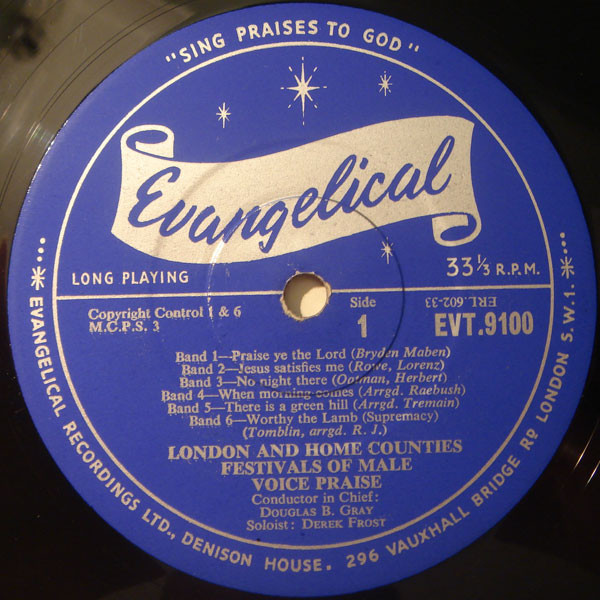 "SING PRAISES TO GOD"
Evangelical
LONG PLAYING
33⅓ R.P.M.
Copyright Control 1 & 6
M.C.P.S. 3
Side
1
ERL.602-33
EVT.9100
Band 1—Praise ye the Lord (Bryden Maben)
Band 2—Jesus satisfies me (Rowe, Lorenz)
Band 3—No night there (Oatman, Herbert)
Band 4—When morning comes (Arrgd. Raebush)
Band 5—There is a green hill (Arrgd. Tremain)
Band 6—Worthy the Lamb (Supremacy)
(Tomblin, arrgd. R. J.)
LONDON AND HOME COUNTIES
FESTIVALS OF MALE
VOICE PRAISE
Conductor in Chief:
DOUGLAS B. GRAY
Soloist: DEREK FROST
...* EVANGELICAL RECORDINGS LTD., DENISON HOUSE. 296 VAUXHALL BRIDGE RD LONDON S.W.1. *...